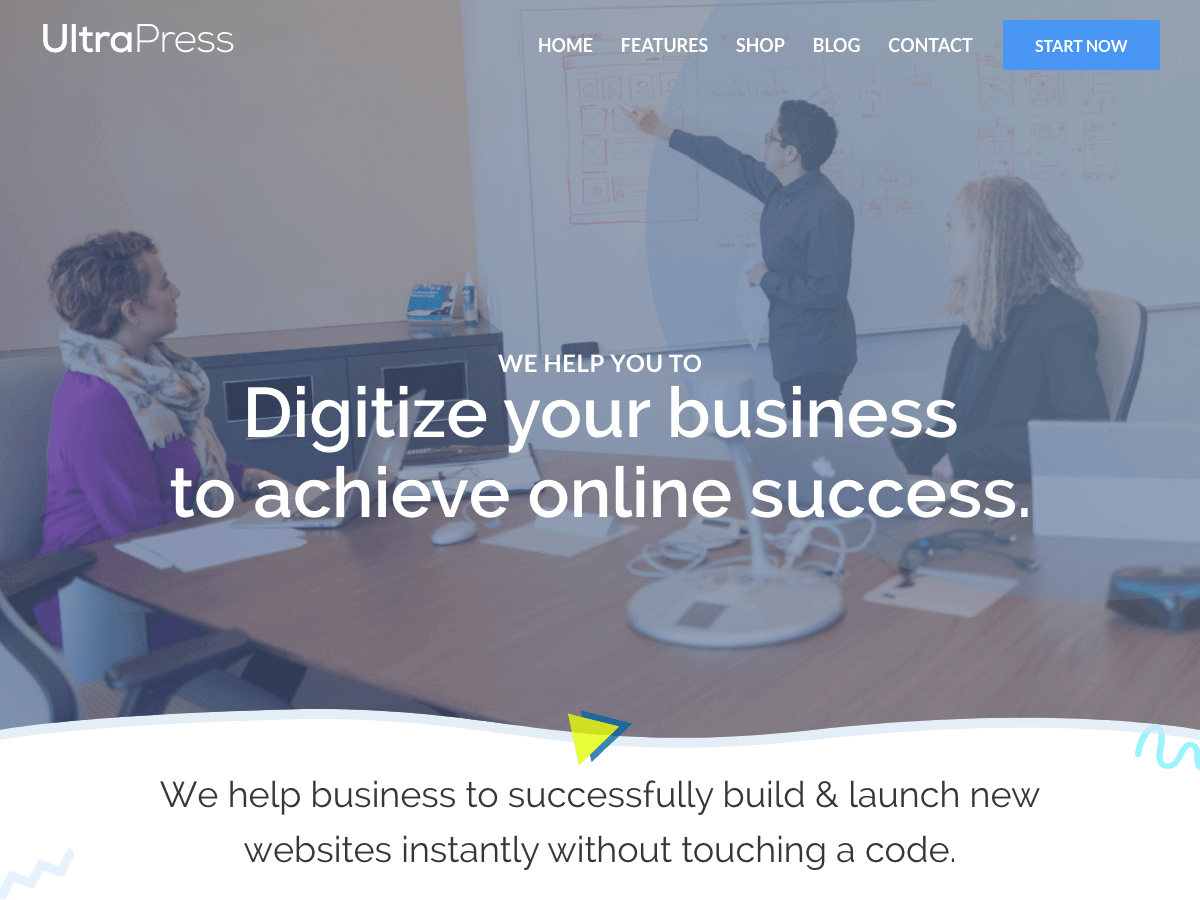 UltraPress
HOME FEATURES SHOP BLOG CONTACT START NOW
WE HELP YOU TO
Digitize your business
to achieve online success.
We help business to successfully build & launch new
websites instantly without touching a code.